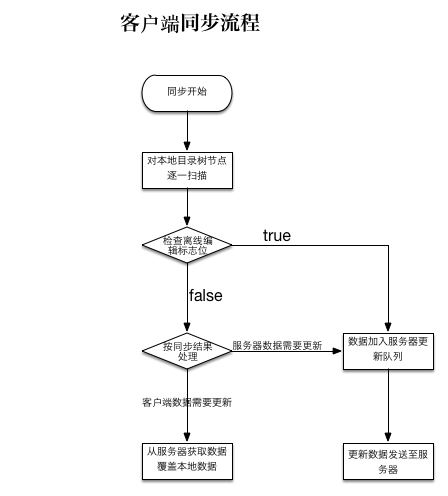 客户端同步流程
同步开始
对本地目录树节点
逐一扫描
检查离线编
辑标志位
true
false
按同步结果
处理
服务器数据需要更新
数据加入服务器更
新队列
客户端数据需要更新
从服务器获取数据
覆盖本地数据
更新数据发送至服
务器